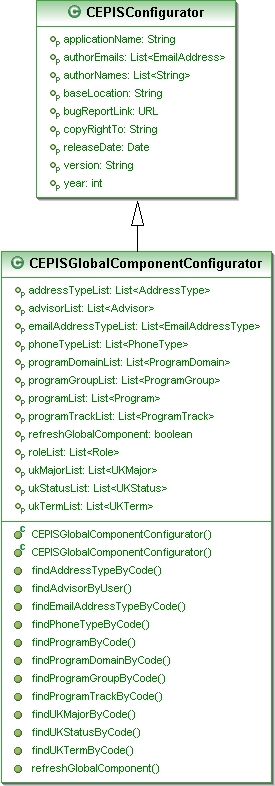 CEPISConfigurator
applicationName: String
authorEmails: List<EmailAddress>
authorNames: List<String>
baseLocation: String
bugReportLink: URL
copyRightTo: String
releaseDate: Date
version: String
year: int
CEPISGlobalComponentConfigurator
addressTypeList: List<AddressType>
advisorList: List<Advisor>
emailAddressTypeList: List<EmailAddressType>
phoneTypeList: List<PhoneType>
programDomainList: List<ProgramDomain>
programGroupList: List<ProgramGroup>
programList: List<Program>
programTrackList: List<ProgramTrack>
refreshGlobalComponent: boolean
roleList: List<Role>
ukMajorList: List<UKMajor>
ukStatusList: List<UKStatus>
ukTermList: List<UKTerm>
CEPISGlobalComponentConfigurator()
CEPISGlobalComponentConfigurator()
findAddressTypeByCode()
findAdvisorByUser()
findEmailAddressTypeByCode()
findPhoneTypeByCode()
findProgramByCode()
findProgramDomainByCode()
findProgramGroupByCode()
findProgramTrackByCode()
findUKMajorByCode()
findUKStatusByCode()
findUKTermByCode()
refreshGlobalComponent()